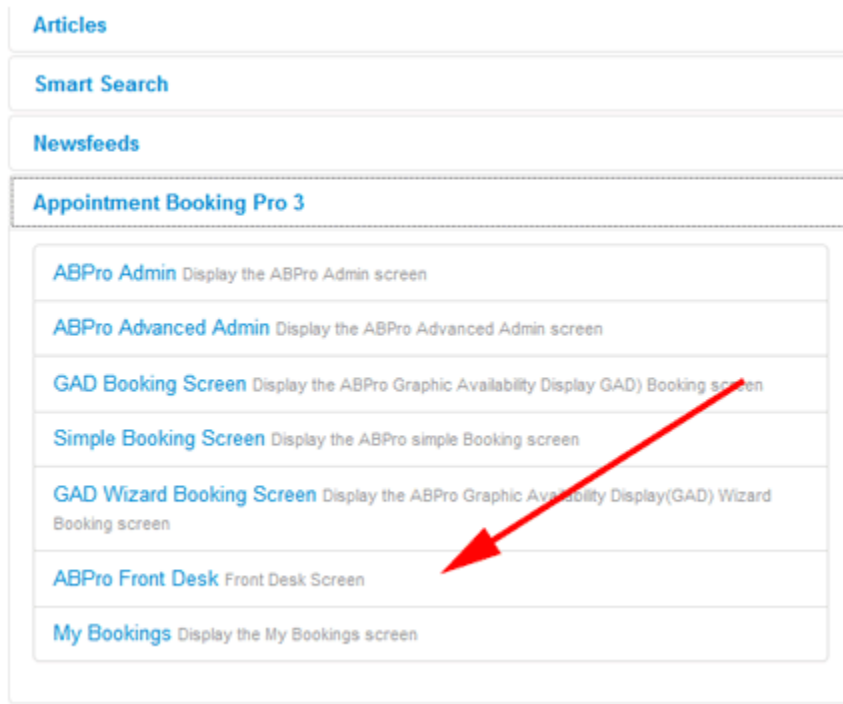 Articles
Smart Search
Newsfeeds
Appointment Booking Pro 3
ABPro Admin Display the ABPro Admin screen
ABPro Advanced Admin Display the ABPro Advanced Admin screen
GAD Booking Screen Display the ABPro Graphic Availability Display GAD) Booking screen
Simple Booking Screen Display the ABPro simple Booking screen
GAD Wizard Booking Screen Display the ABPro Graphic Availability Display(GAD) Wizard
Booking screen
ABPro Front Desk Front Desk Screen
My Bookings Display the My Bookings screen